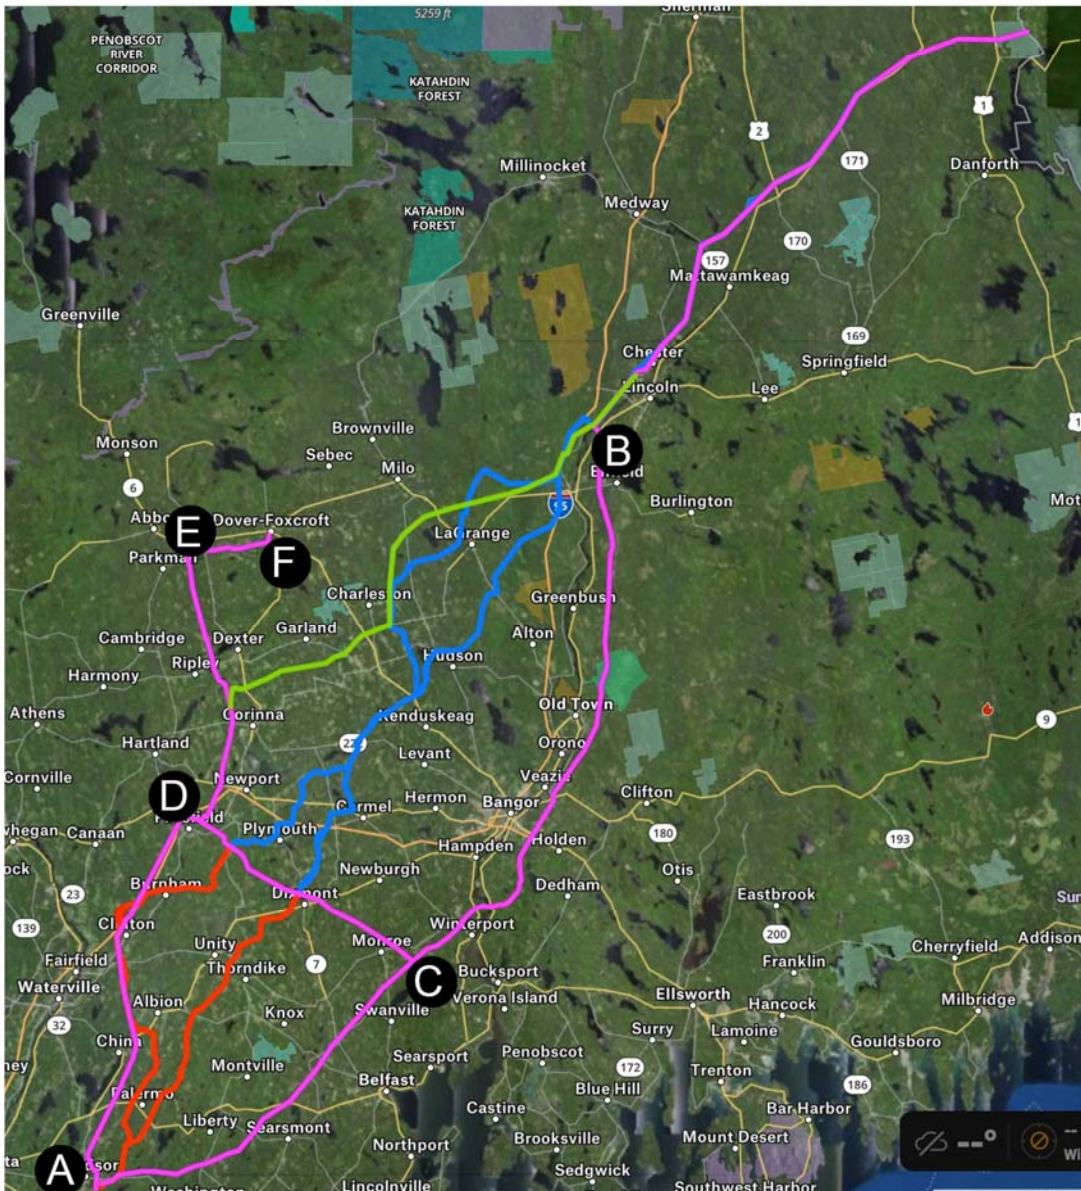 5259 ft
Sherman
PENOBSCOT
RIVER
CORRIDOR
KATAHDIN
FOREST
1
2
171
Danforth
Millinocket
Medway
KATAHDIN
FOREST
170
157
Mattawamkeag
Greenville
169
Chester
Springfield
Lincoln
Lee
Brownville
Monson
Sebec
Milo
B
Enfield
6
Burlington
95
Dover-Foxcroft
E
LaGrange
Parkman
F
Charleston
Greenbush
Garland
Alton
Cambridge
Dexter
Hudson
Ripley
Harmony
Old Town
Athens
Corinna
Kenduskeag
9
Hartland
Orono
Levant
Cornville
Newport
Veazie
D
Hermon
Bangor
Clifton
Carmel
Plymouth
180
193
Canaan
Hampden
Holden
Newburgh
Otis
Burnham
Dedham
23
Dixmont
Eastbrook
139
Clinton
Winterport
200
Unity
Monroe
Cherryfield
Addison
Fairfield
7
Thorndike
Franklin
C
Bucksport
Waterville
Verona Island
Ellsworth
Milbridge
Albion
Hancock
Knox
Swanville
32
Lamoine
Surry
China
Gouldsboro
Searsport
Penobscot
Montville
172
Trenton
Belfast
186
Blue Hill
Palermo
Castine
Bar Harbor
Liberty
Searsmont
Northport
Brooksville
Mount Desert
A
Sedgwick
Washington
Lincolnville
Southwest Harbor
--°
--
Wi